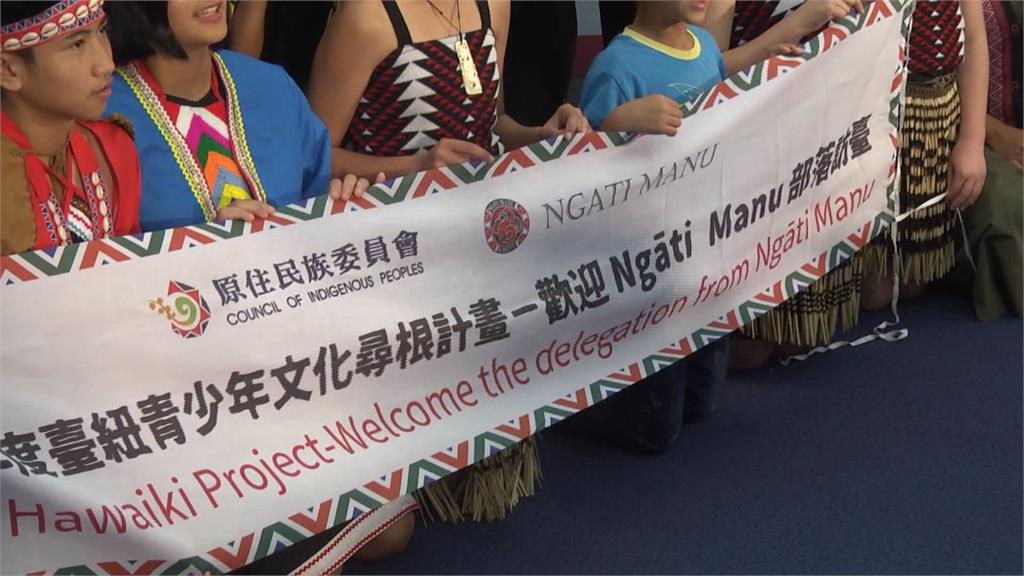 原住民族委員會
COUNCIL OF INDIGENOUS PEOPLES
NGATI MANU
度臺紐青少年文化尋根計畫－歡迎 Ngāti Manu 部落訪臺
Hawaiki Project-Welcome the delegation from Ngāti Manu